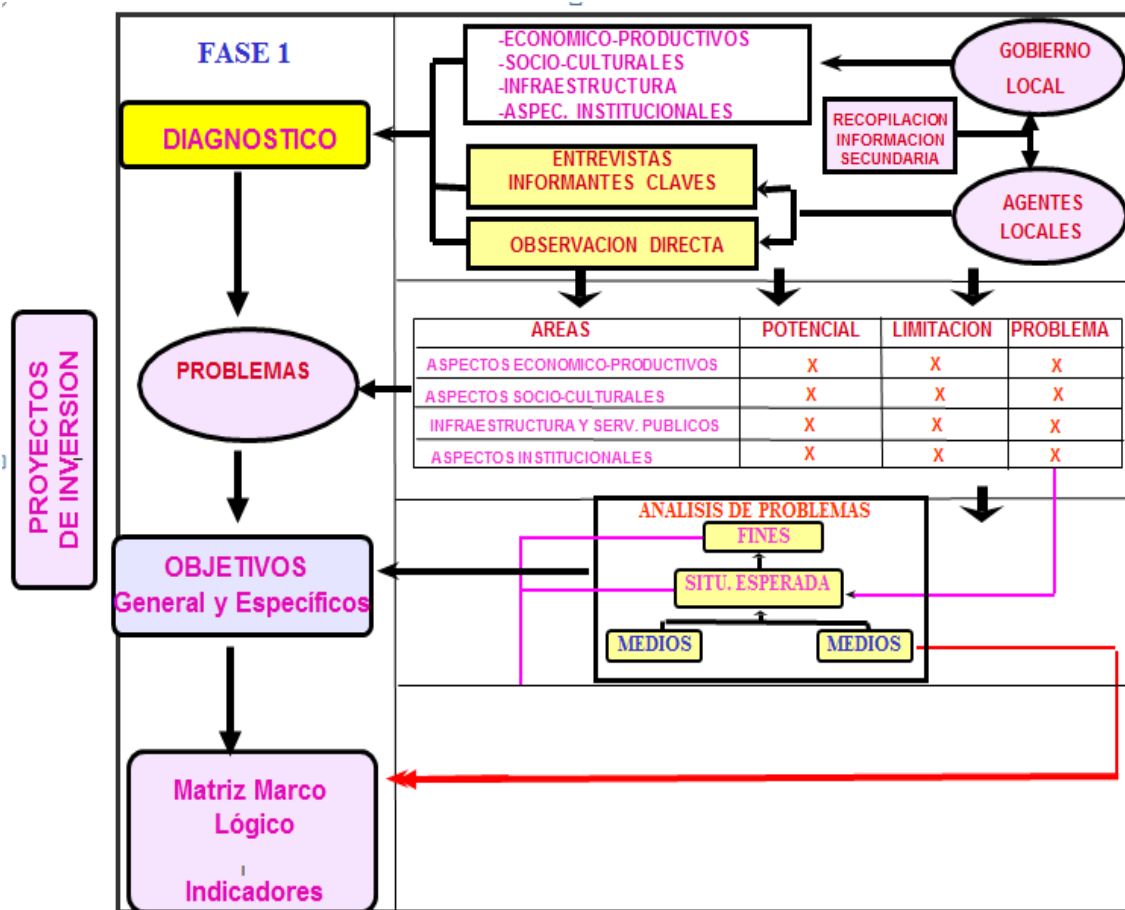 FASE 1
PROYECTOS
DE INVERSION
DIAGNOSTICO
PROBLEMAS
OBJETIVOS
General y Específicos
Matriz Marco
Lógico
Indicadores
-ECONOMICO-PRODUCTIVOS
-SOCIO-CULTURALES
-INFRAESTRUCTURA
-ASPEC. INSTITUCIONALES
ENTREVISTAS
INFORMANTES CLAVES
OBSERVACION DIRECTA
GOBIERNO
LOCAL
RECOPILACION
INFORMACION
SECUNDARIA
AGENTES
LOCALES
AREAS POTENCIAL LIMITACION PROBLEMA
ASPECTOS ECONOMICO-PRODUCTIVOS X X X
ASPECTOS SOCIO-CULTURALES X X X
INFRAESTRUCTURA Y SERV. PUBLICOS X X X
ASPECTOS INSTITUCIONALES X X X
ANALISIS DE PROBLEMAS
FINES
SITU. ESPERADA
MEDIOS MEDIOS